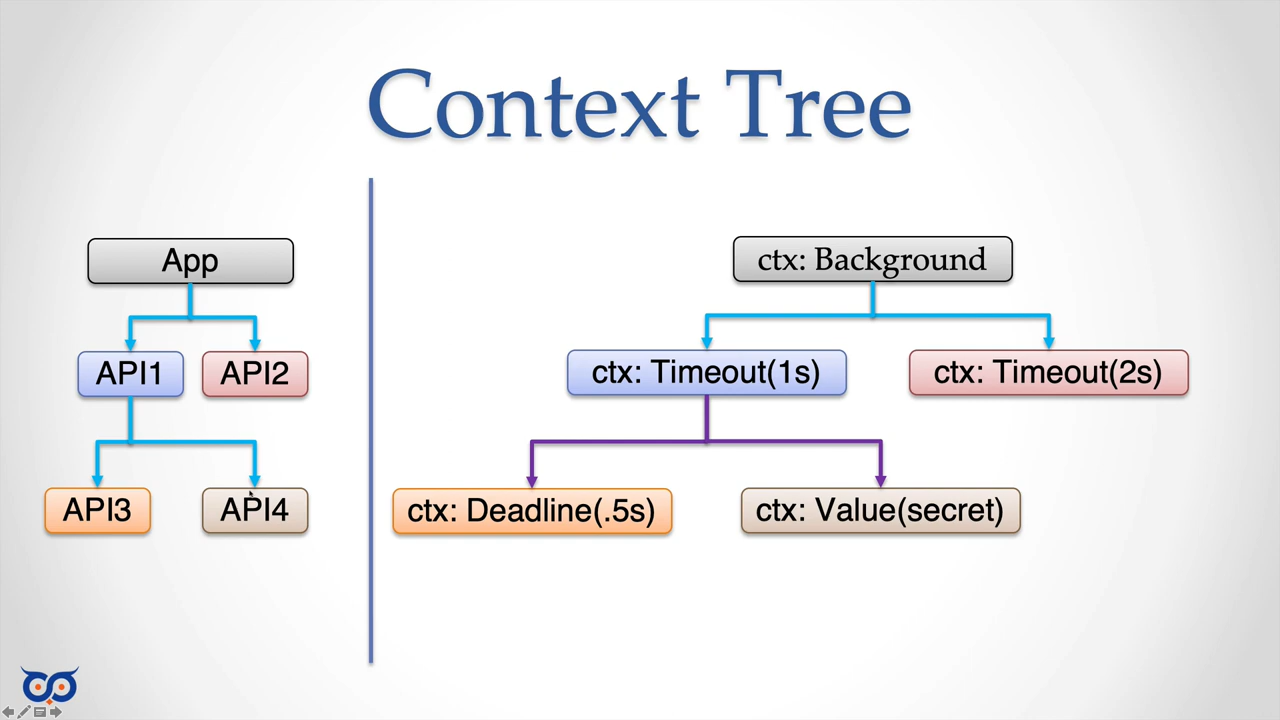 Context Tree
App
API1
API2
API3
API4
ctx: Background
ctx: Timeout(1s)
ctx: Timeout(2s)
ctx: Deadline(.5s)
ctx: Value(secret)